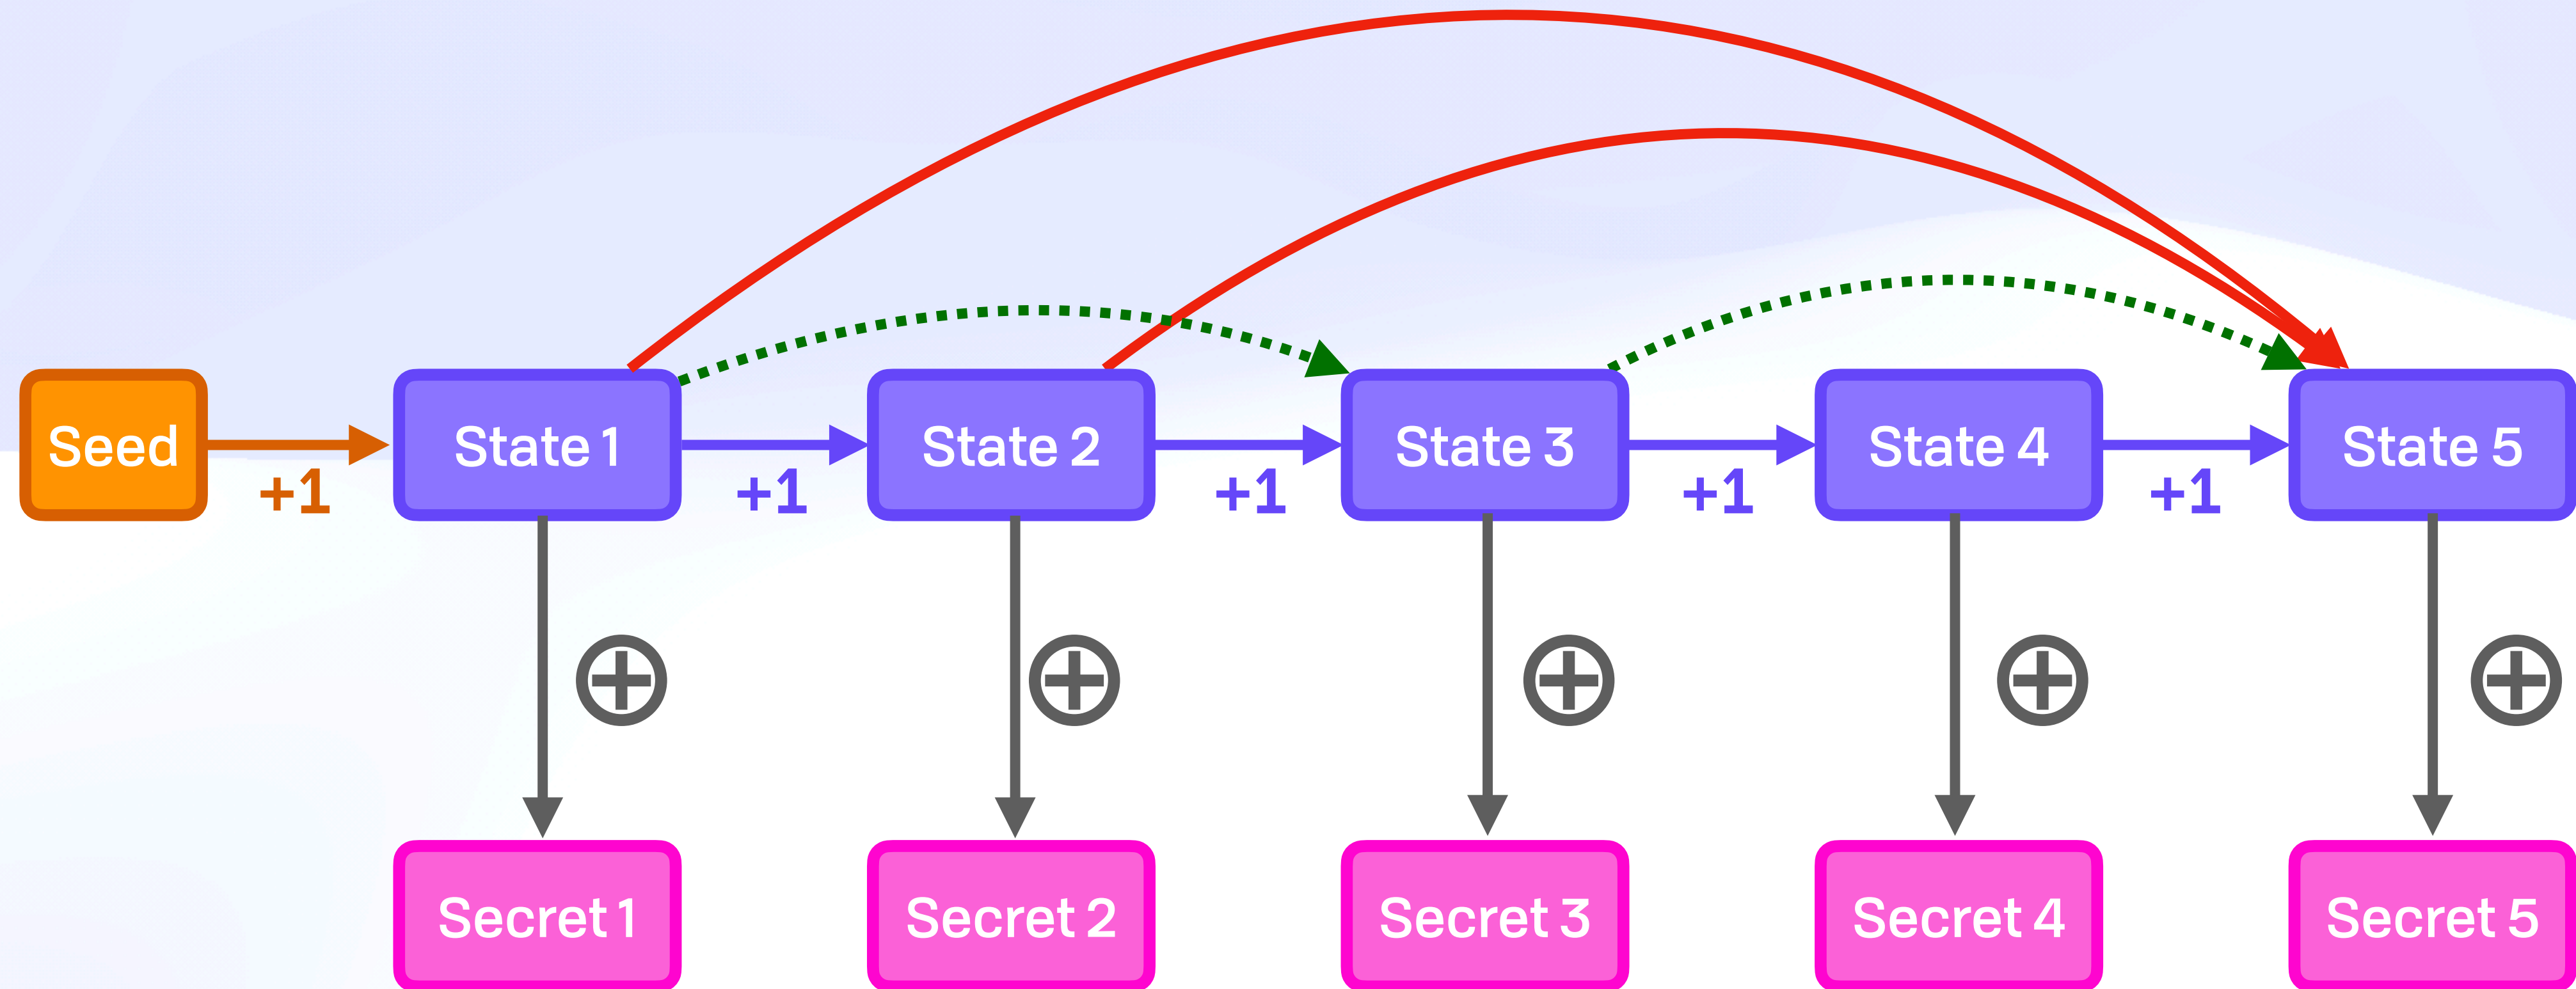 Seed
+1
State 1
+1
State 2
+1
State 3
+1
State 4
+1
State 5
Secret 1
Secret 2
Secret 3
Secret 4
Secret 5